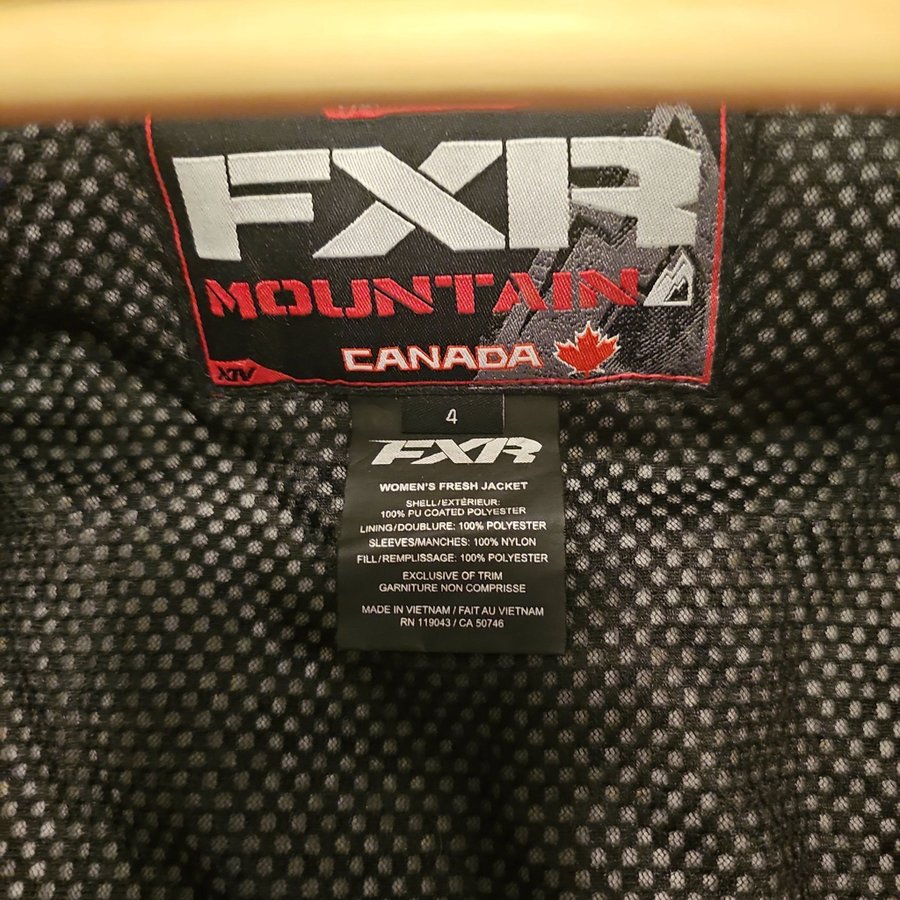 FXR
MOUNTAIN
CANADA
XIV
4
FXR
WOMEN'S FRESH JACKET
SHELL/EXTÉRIEUR:
100% PU COATED POLYESTER
LINING/DOUBLURE: 100% POLYESTER
SLEEVES/MANCHES: 100% NYLON
FILL/REMPLISSAGE: 100% POLYESTER
EXCLUSIVE OF TRIM
GARNITURE NON COMPRISSE
MADE IN VIETNAM / FAIT AU VIETNAM
RN 119043 / CA 50746